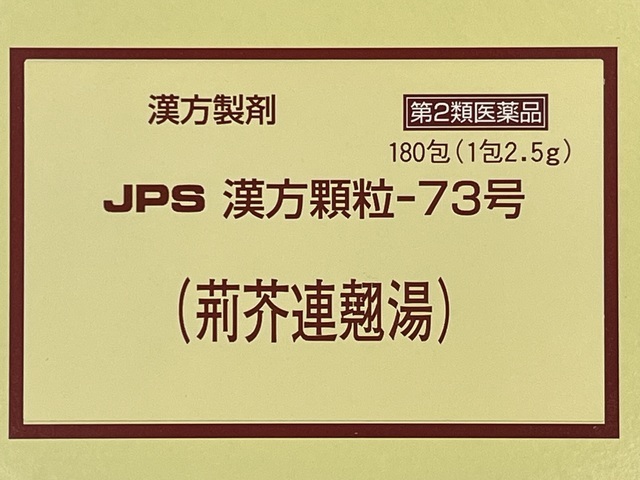 漢方製剤
第2類医薬品
180包(1包2.5g)
JPS 漢方顆粒-73号
(荊芥連翹湯)